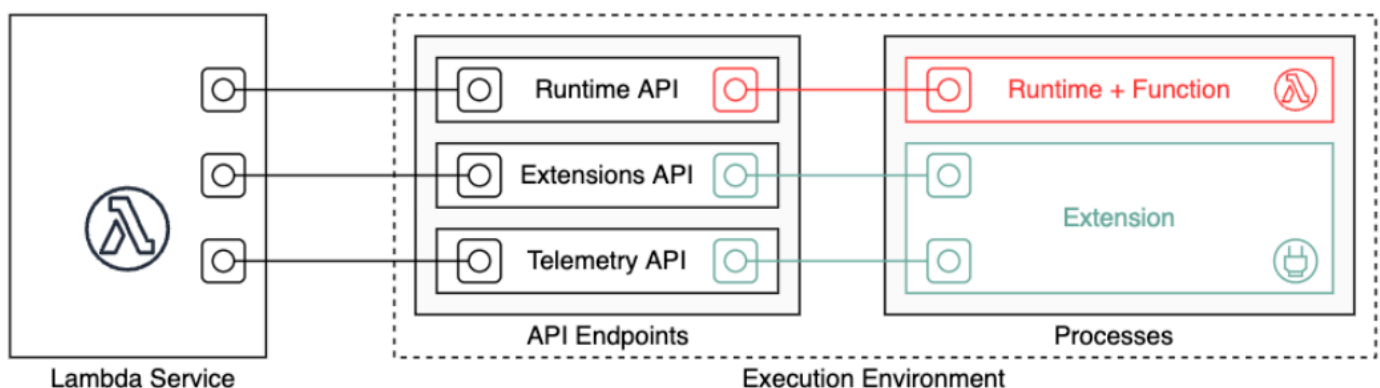 Runtime API
Runtime + Function
Extensions API
Extension
Telemetry API
API Endpoints
Processes
Lambda Service
Execution Environment